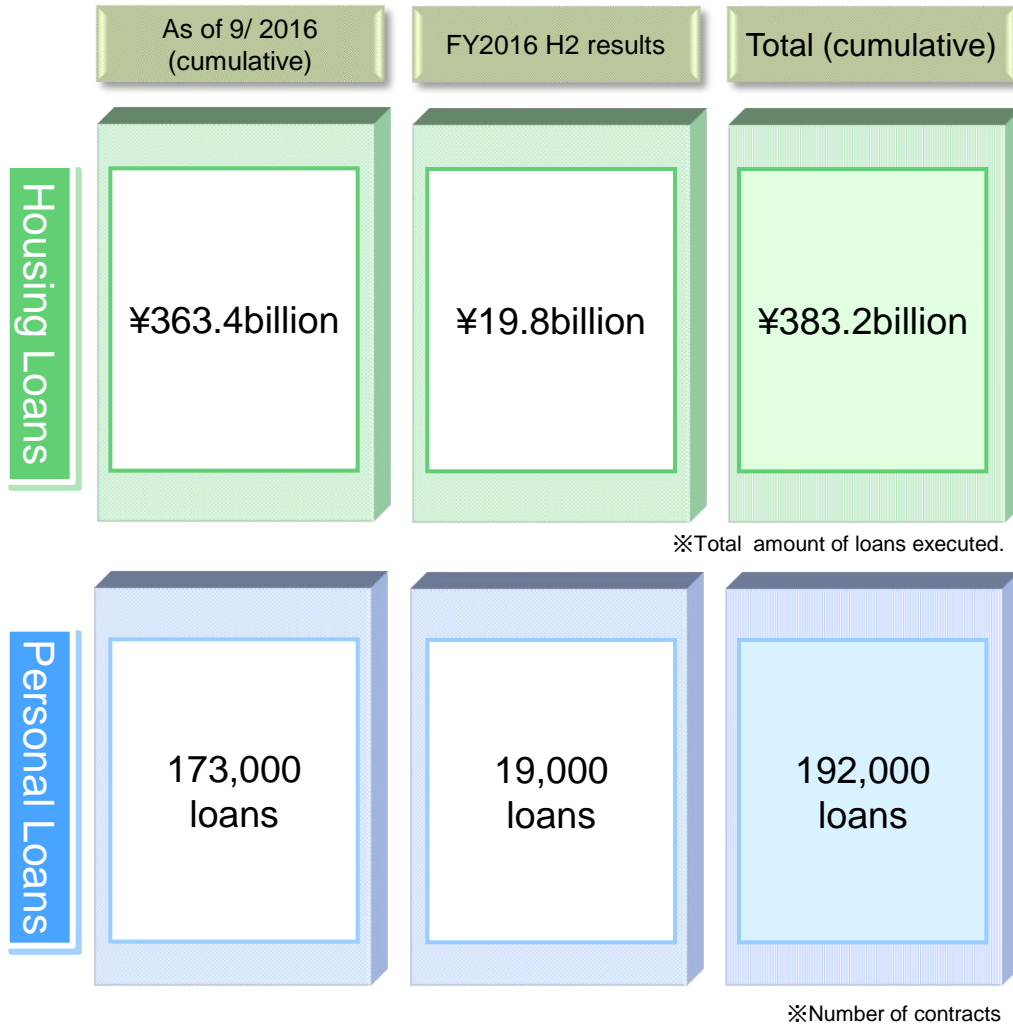 As of 9/ 2016
(cumulative)
FY2016 H2 results
Total (cumulative)
Housing Loans
¥363.4billion
¥19.8billion
¥383.2billion
※Total amount of loans executed.
Personal Loans
173,000
loans
19,000
loans
192,000
loans
※Number of contracts